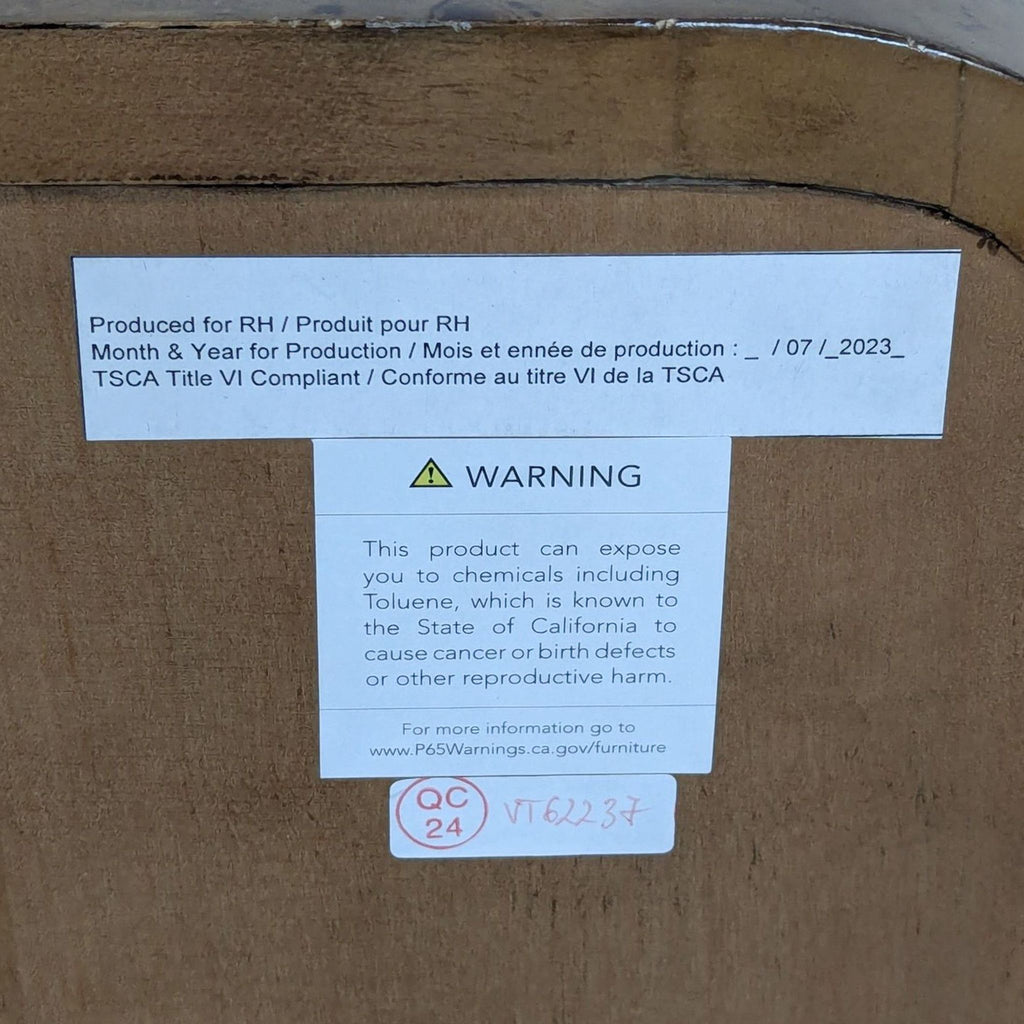 Produced for RH / Produit pour RH
Month & Year for Production / Mois et ennée de production : _ / 07 /_2023_
TSCA Title VI Compliant / Conforme au titre VI de la TSCA
WARNING
This product can expose
you to chemicals including
Toluene, which is known to
the State of California to
cause cancer or birth defects
or other reproductive harm.
For more information go to
www.P65Warnings.ca.gov/furniture
QC
24
VT62237